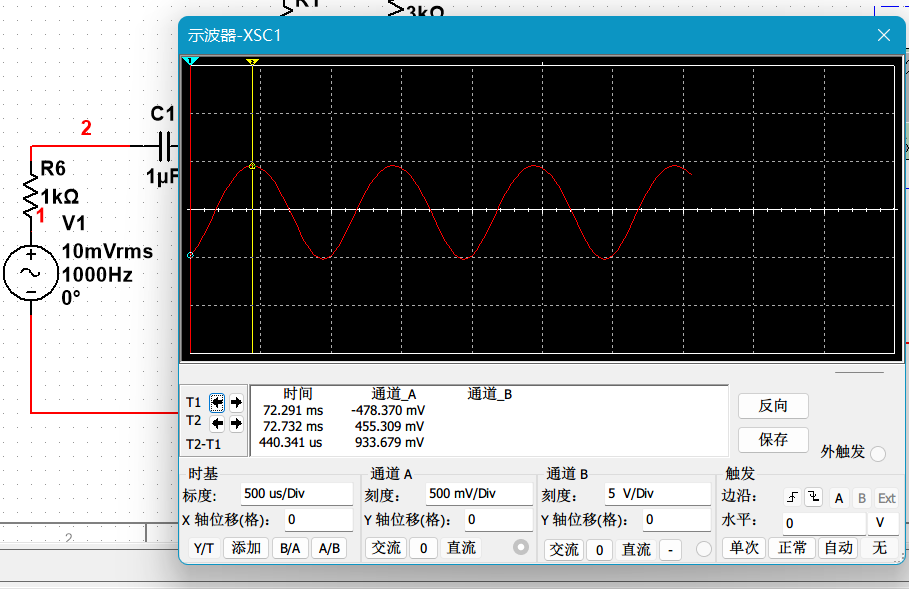 R1
3kΩ
示波器-XSC1
C1
2
R6
1µF
1kΩ
1
V1
10mVrms
1000Hz
0°
时间 通道_A 通道_B
T1 72.291 ms -478.370 mV
T2 72.732 ms 455.309 mV
T2-T1 440.341 us 933.679 mV
反向
保存
外触发
时基
标度: 500 us/Div
X 轴位移(格): 0
Y/T 添加 B/A A/B
通道 A
刻度: 500 mV/Div
Y 轴位移(格): 0
交流 0 直流
通道 B
刻度: 5 V/Div
Y 轴位移(格): 0
交流 0 直流 -
触发
边沿: A B Ext
水平: 0 V
单次 正常 自动 无
2